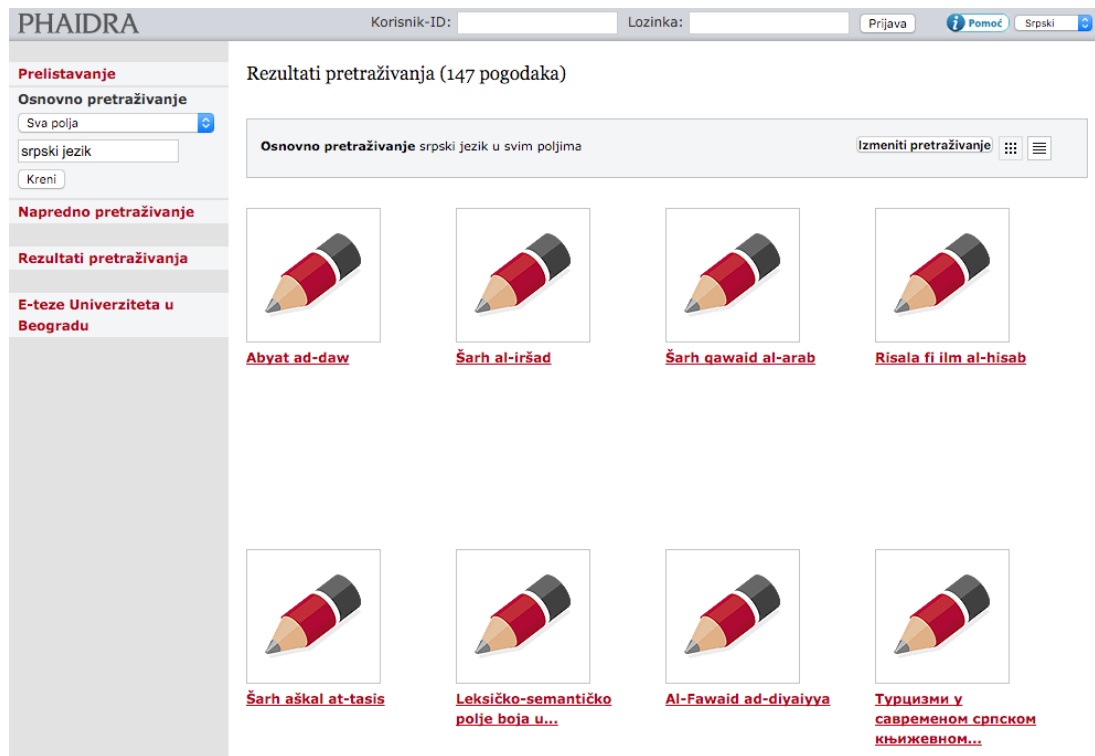 PHAIDRA
Korisnik-ID:
Lozinka:
Prijava
i Pomoć
Srpski
Prelistavanje
Osnovno pretraživanje
Sva polja
srpski jezik
Kreni
Napredno pretraživanje
Rezultati pretraživanja
E-teze Univerziteta u
Beogradu
Rezultati pretraživanja (147 pogodaka)
Osnovno pretraživanje srpski jezik u svim poljima
Izmeniti pretraživanje
Abyat ad-daw
Šarh al-iršad
Šarh qawaid al-arab
Risala fi ilm al-hisab
Šarh aškal at-tasis
Leksičko-semantičko
polje boja u...
Al-Fawaid ad-diyaiyya
Турцизми у
савременом српском
књижевном...